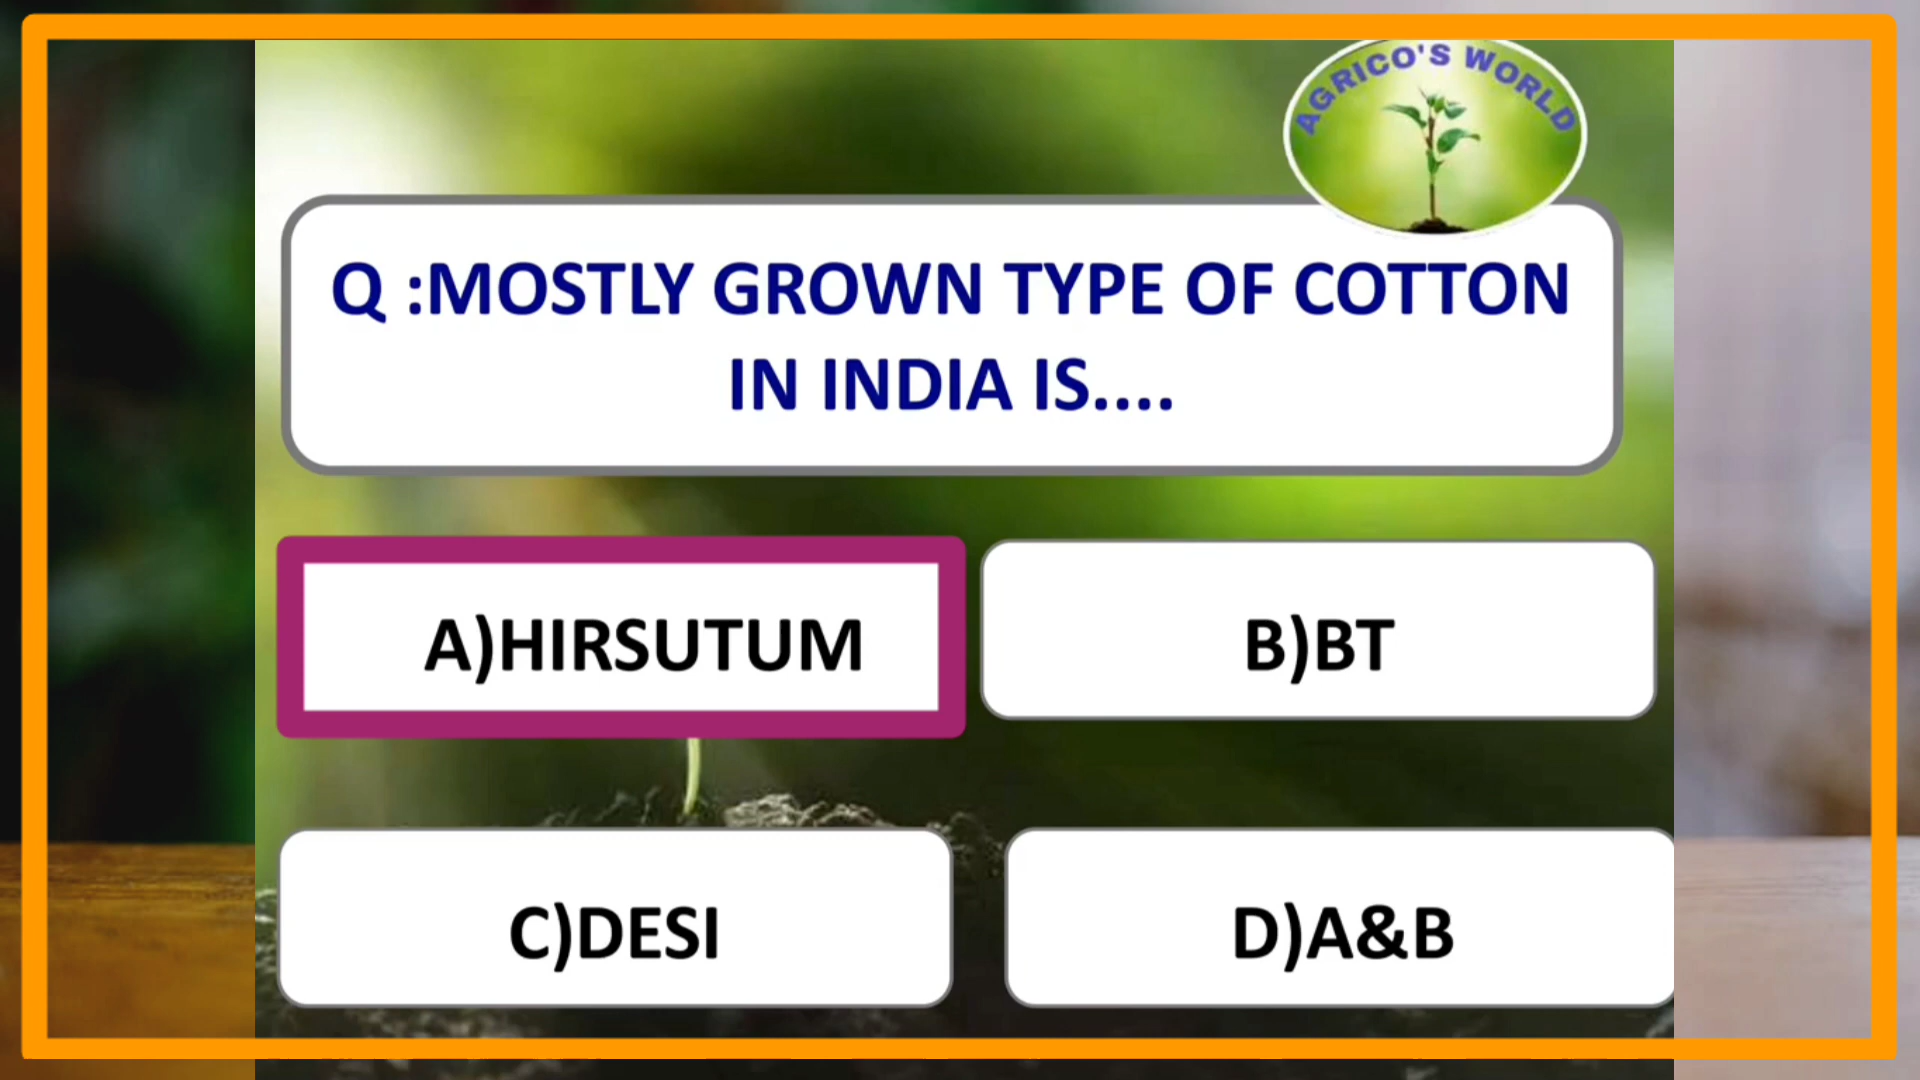 AGRICO'S WORLD
Q :MOSTLY GROWN TYPE OF COTTON
IN INDIA IS....
A)HIRSUTUM
B)BT
C)DESI
D)A&B